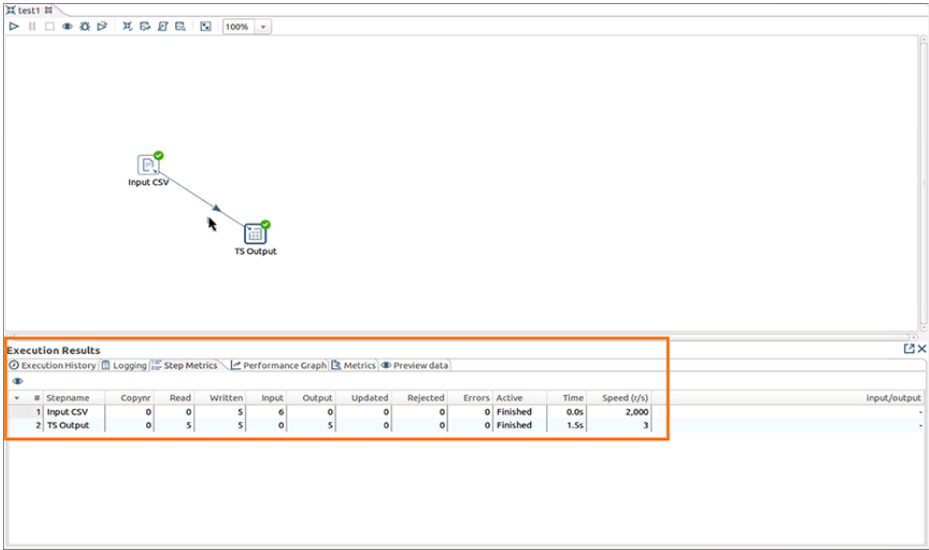 test1
100%
Input CSV
TS Output
Execution Results
Execution History Logging Step Metrics Performance Graph Metrics Preview data
# Stepname Copynr Read Written Input Output Updated Rejected Errors Active Time Speed (r/s) input/output
1 Input CSV 0 0 5 6 0 0 0 0 Finished 0.0s 2,000 -
2 TS Output 0 5 5 0 5 0 0 0 Finished 1.5s 3 -